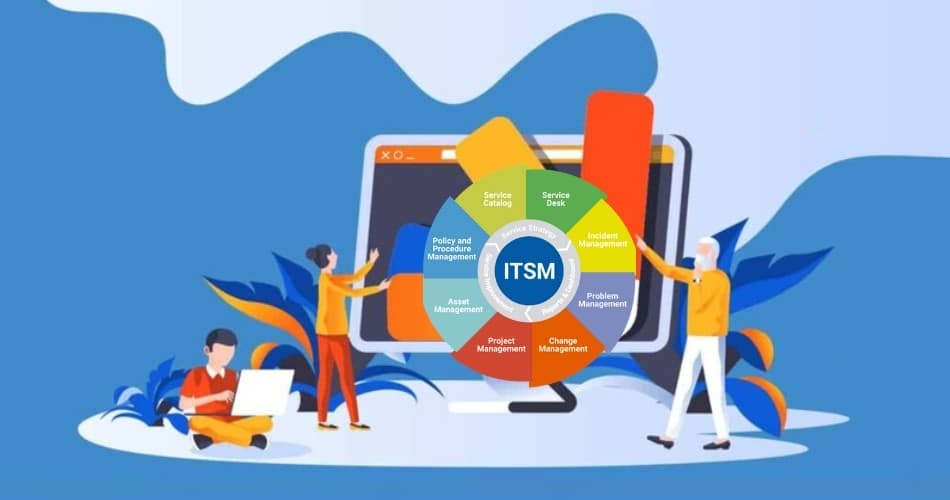 Service
Catalog
Service
Desk
Incident
Management
Problem
Management
Change
Management
Project
Management
Asset
Management
Policy and
Procedure
Management
Service Strategy
ITSM